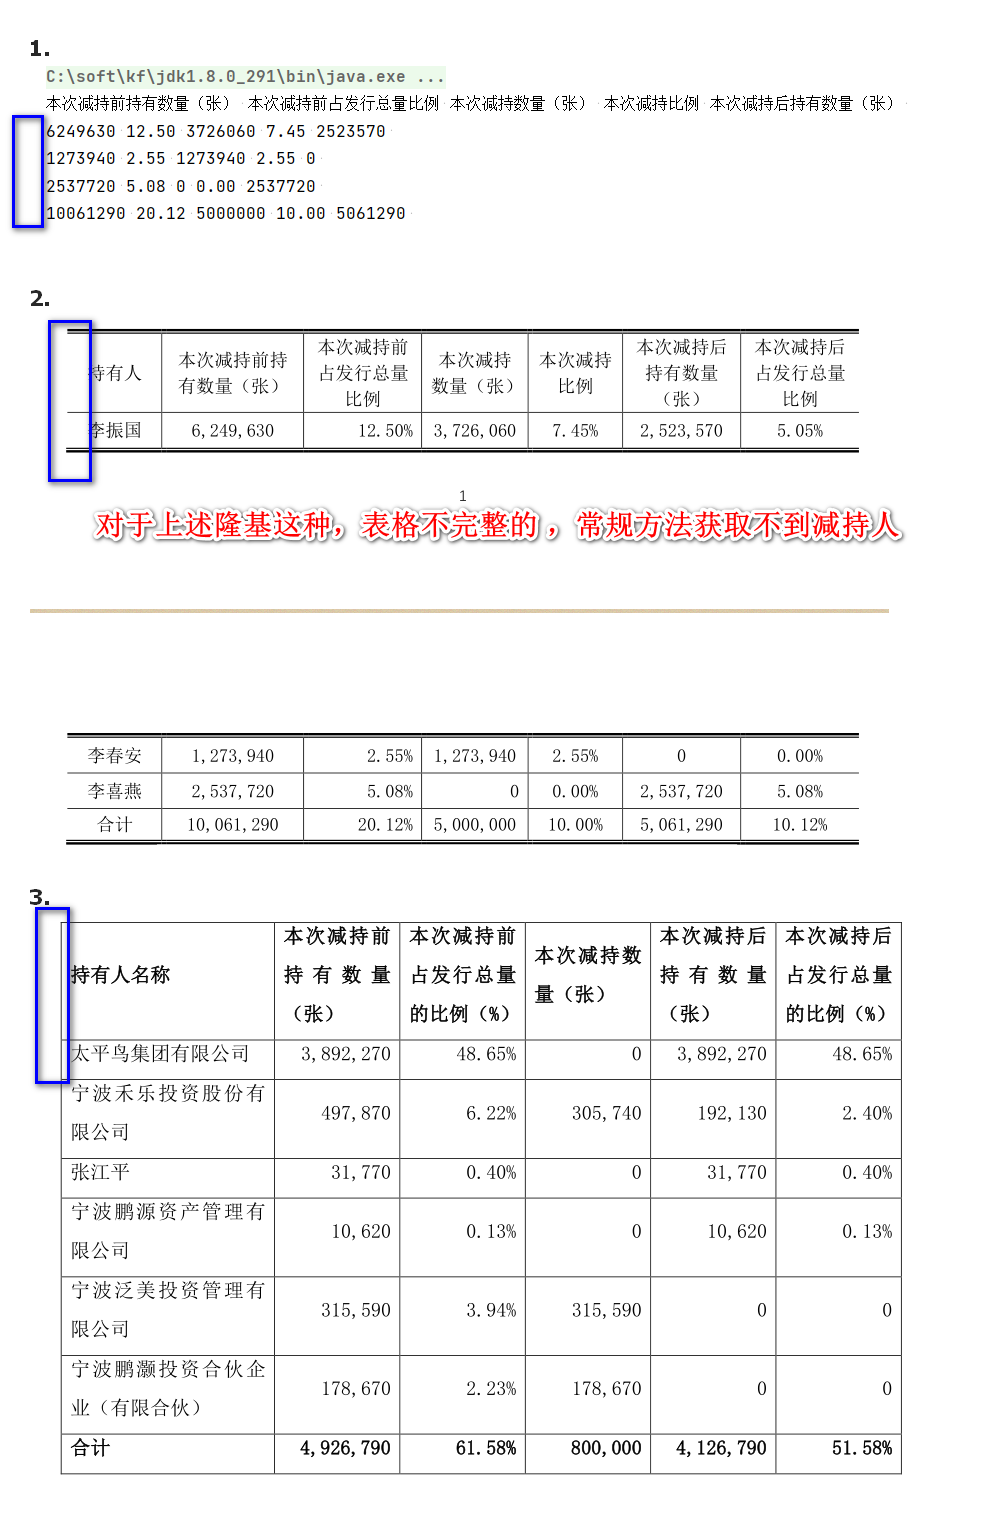 1.
C:\soft\kf\jdk1.8.0_291\bin\java.exe ...
本次减持前持有数量（张） 本次减持前占发行总量比例 本次减持数量（张） 本次减持比例 本次减持后持有数量（张）
6249630 12.50 3726060 7.45 2523570
1273940 2.55 1273940 2.55 0
2537720 5.08 0 0.00 2537720
10061290 20.12 5000000 10.00 5061290
2.
持有人
本次减持前持
有数量（张）
本次减持前
占发行总量
比例
本次减持
数量（张）
本次减持
比例
本次减持后
持有数量
（张）
本次减持后
占发行总量
比例
李振国 6,249,630 12.50% 3,726,060 7.45% 2,523,570 5.05%
1
对于上述隆基这种，表格不完整的，常规方法获取不到减持人
李春安 1,273,940 2.55% 1,273,940 2.55% 0 0.00%
李喜燕 2,537,720 5.08% 0 0.00% 2,537,720 5.08%
合计 10,061,290 20.12% 5,000,000 10.00% 5,061,290 10.12%
3.
持有人名称
本次减持前
持有数量
（张）
本次减持前
占发行总量
的比例（%）
本次减持数
量（张）
本次减持后
持有数量
（张）
本次减持后
占发行总量
的比例（%）
太平鸟集团有限公司 3,892,270 48.65% 0 3,892,270 48.65%
宁波禾乐投资股份有
限公司
497,870 6.22% 305,740 192,130 2.40%
张江平 31,770 0.40% 0 31,770 0.40%
宁波鹏源资产管理有
限公司
10,620 0.13% 0 10,620 0.13%
宁波泛美投资管理有
限公司
315,590 3.94% 315,590 0 0
宁波鹏灏投资合伙企
业（有限合伙）
178,670 2.23% 178,670 0 0
合计 4,926,790 61.58% 800,000 4,126,790 51.58%